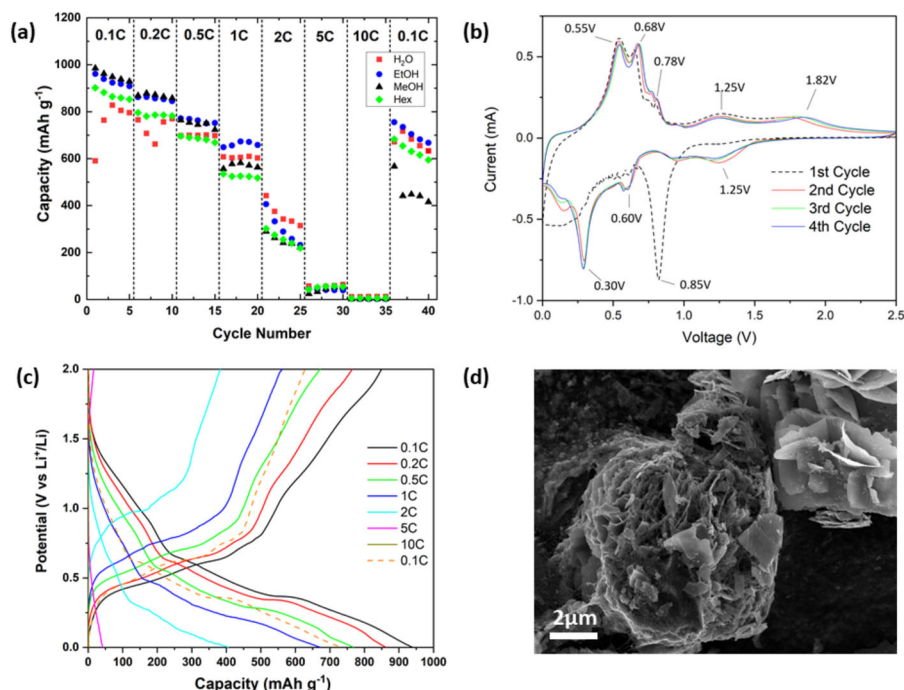 (a)
1200
1000
800
600
400
200
0
0.1C 0.2C 0.5C 1C 2C 5C 10C 0.1C
H₂O
EtOH
MeOH
Hex
0 5 10 15 20 25 30 35 40
Capacity (mAh g⁻¹)
Cycle Number
(b)
0.5
0.0
-0.5
-1.0
0.55V
0.68V
0.78V
1.25V
1.82V
0.60V
1.25V
0.30V
0.85V
1st Cycle
2nd Cycle
3rd Cycle
4th Cycle
0.0 0.5 1.0 1.5 2.0 2.5
Current (mA)
Voltage (V)
(c)
2.0
1.5
1.0
0.5
0.0
0.1C
0.2C
0.5C
1C
2C
5C
10C
0.1C
0 100 200 300 400 500 600 700 800 900 1000
Potential (V vs Li⁺/Li)
Capacity (mAh g⁻¹)
(d)
2μm